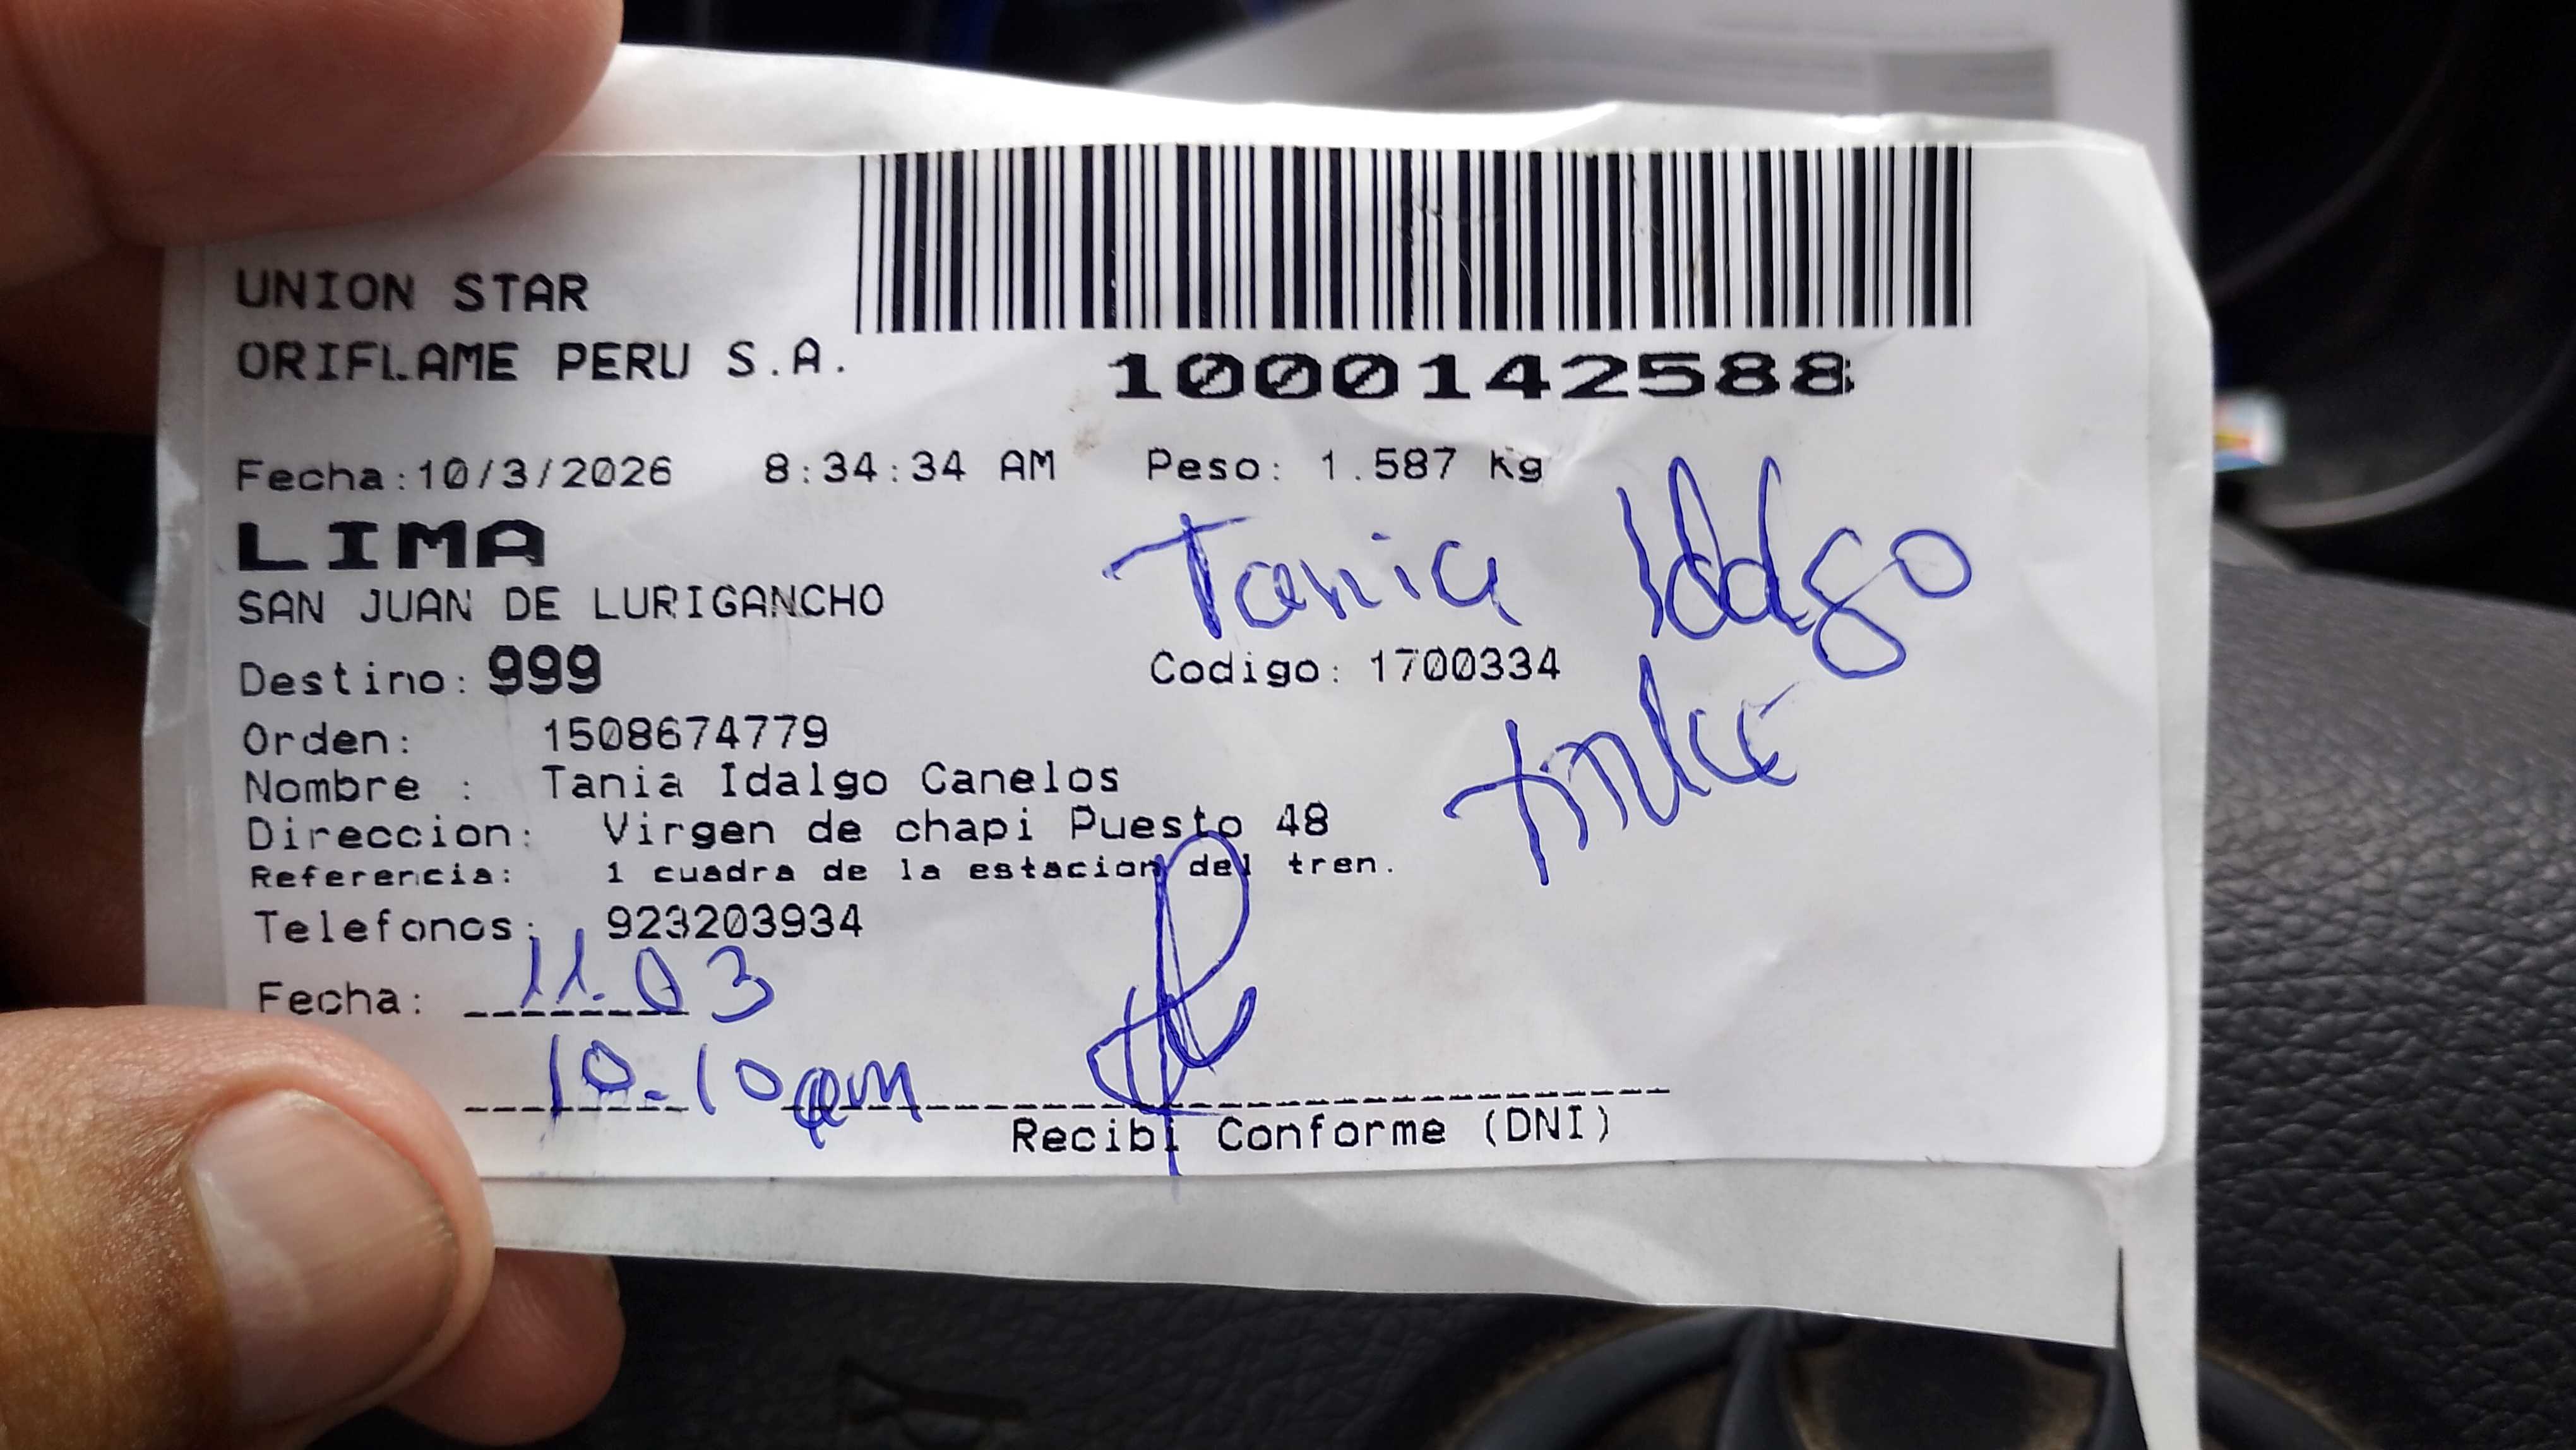 UNION STAR
ORIFLAME PERU S.A.
1000142588
Fecha:10/3/2026 8:34:34 AM Peso: 1.587 kg
LIMA
Tania Idalgo
SAN JUAN DE LURIGANCHO
Destino: 999 Codigo: 1700334
Orden: 1508674779
Nombre : Tania Idalgo Canelos
Direccion: Virgen de chapi Puesto 48
Referencia: 1 cuadra de la estacion del tren.
Telefonos: 923203934
Fecha: 11.03
10.10 am
Recibi Conforme (DNI)